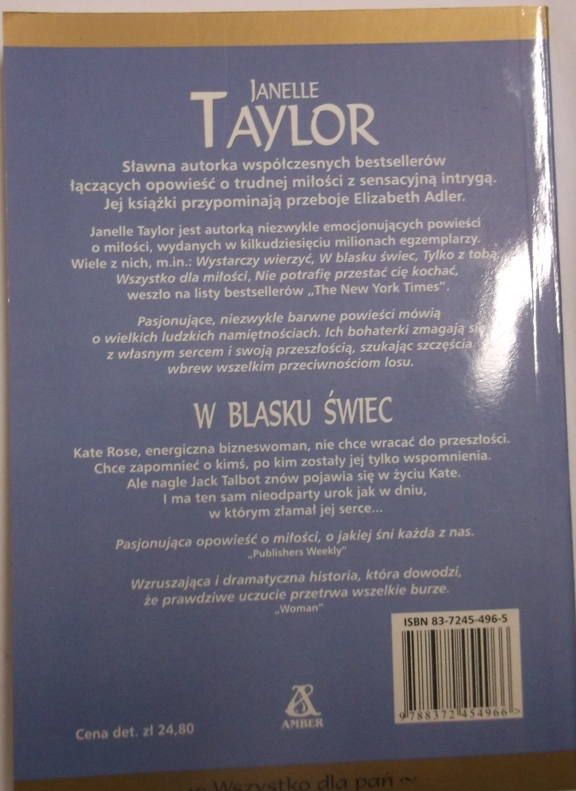 JANELLE
TAYLOR
Sławna autorka współczesnych bestsellerów
łączących opowieść o trudnej miłości z sensacyjną intrygą.
Jej książki przypominają przeboje Elizabeth Adler.
Janelle Taylor jest autorką niezwykle emocjonujących powieści
o miłości, wydanych w kilkudziesięciu milionach egzemplarzy.
Wiele z nich, m.in.: Wystarczy wierzyć, W blasku świec, Tylko z tobą,
Wszystko dla miłości, Nie potrafię przestać cię kochać,
weszło na listy bestsellerów „The New York Times”.
Pasjonujące, niezwykle barwne powieści mówią
o wielkich ludzkich namiętnościach. Ich bohaterki zmagają się
z własnym sercem i swoją przeszłością, szukając szczęścia
wbrew wszelkim przeciwnościom losu.
W BLASKU ŚWIEC
Kate Rose, energiczna bizneswoman, nie chce wracać do przeszłości.
Chce zapomnieć o kimś, po kim zostały jej tylko wspomnienia.
Ale nagle Jack Talbot znów pojawia się w życiu Kate.
I ma ten sam nieodparty urok jak w dniu,
w którym złamał jej serce...
Pasjonująca opowieść o miłości, o jakiej śni każda z nas.
„Publishers Weekly”
Wzruszająca i dramatyczna historia, która dowodzi,
że prawdziwe uczucie przetrwa wszelkie burze.
„Woman”
ISBN 83-7245-496-5
9788372454966>
AMBER
Cena det. zł 24,80
~ Wszystko dla pań ~